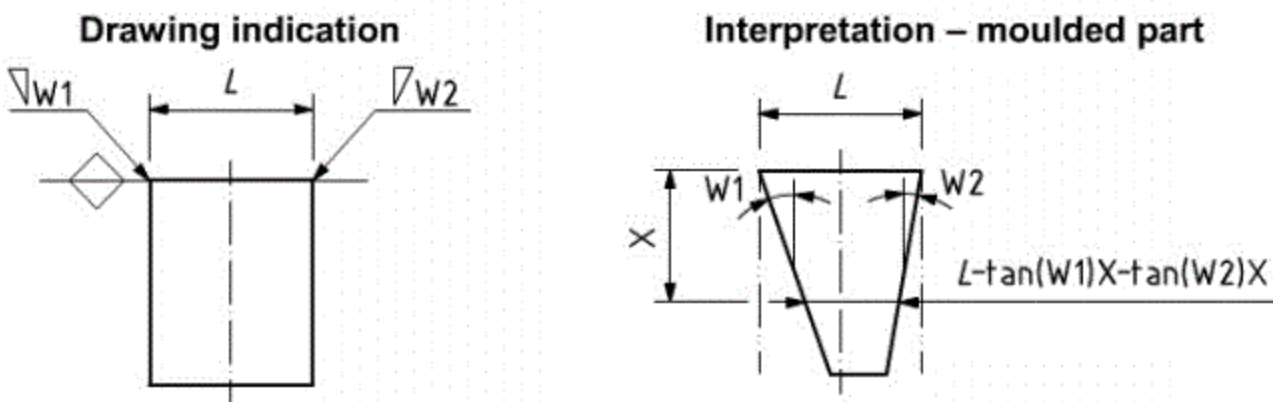 Drawing indication
W1
L
W2
Interpretation – moulded part
L
W1
W2
X
L-tan(W1)X-tan(W2)X